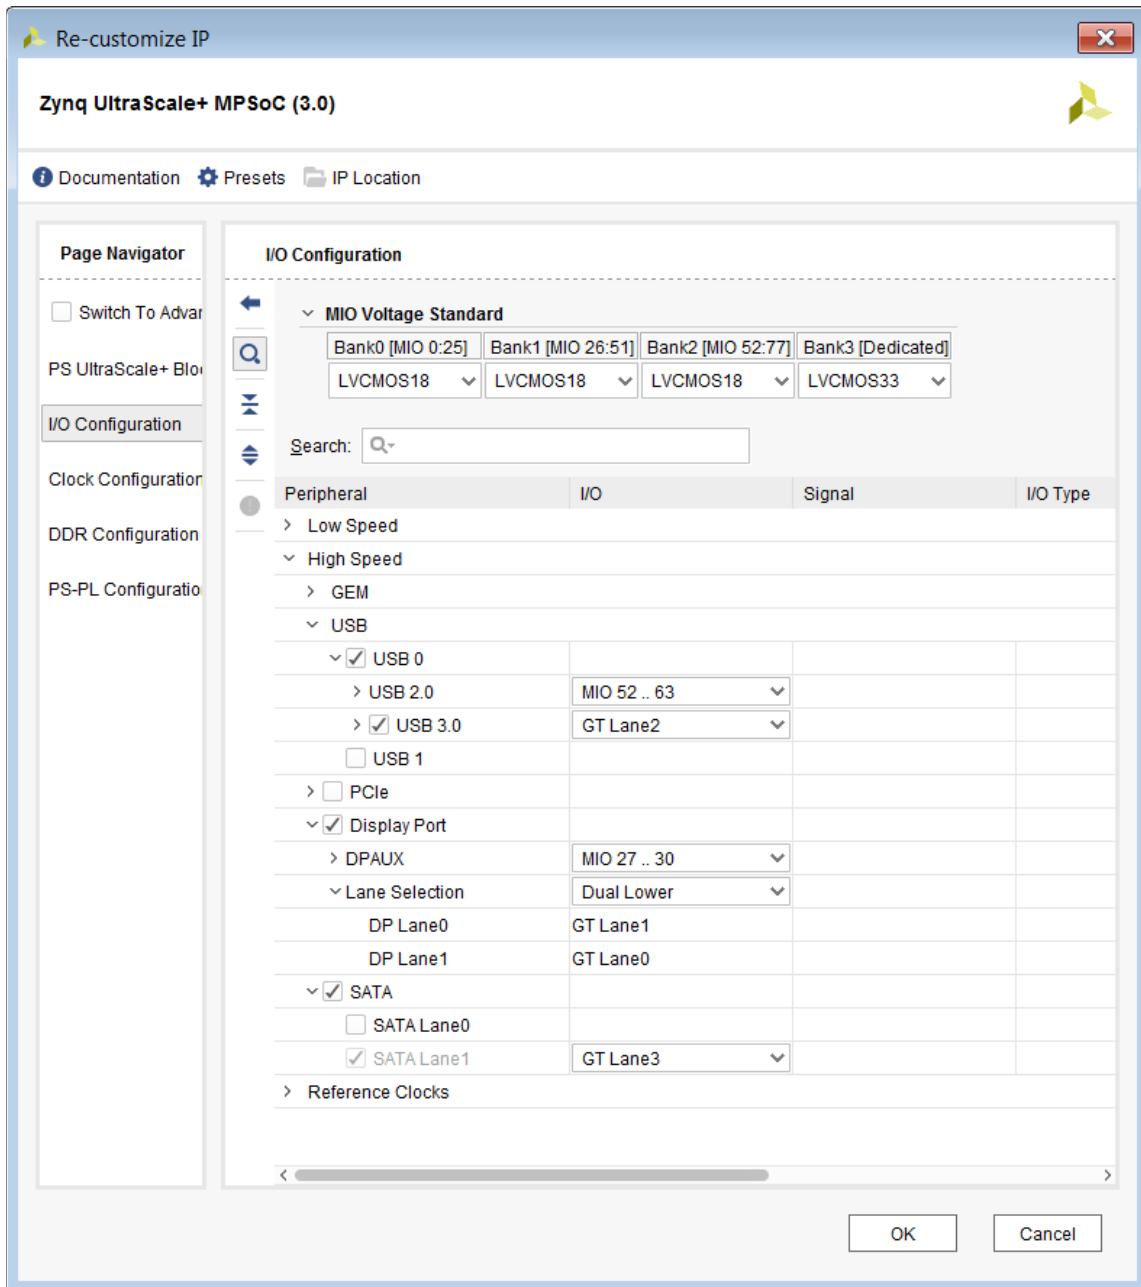 Re-customize IP
Zynq UltraScale+ MPSoC (3.0)
Documentation Presets IP Location
Page Navigator
Switch To Advar
PS UltraScale+ Blo
I/O Configuration
Clock Configuration
DDR Configuration
PS-PL Configuratio
I/O Configuration
MIO Voltage Standard
Bank0 [MIO 0:25] Bank1 [MIO 26:51] Bank2 [MIO 52:77] Bank3 [Dedicated]
LVCMOS18 LVCMOS18 LVCMOS18 LVCMOS33
Search:
Peripheral I/O Signal I/O Type
Low Speed
High Speed
GEM
USB
USB 0
USB 2.0 MIO 52 .. 63
USB 3.0 GT Lane2
USB 1
PCIe
Display Port
DPAUX MIO 27 .. 30
Lane Selection Dual Lower
DP Lane0 GT Lane1
DP Lane1 GT Lane0
SATA
SATA Lane0
SATA Lane1 GT Lane3
Reference Clocks
OK Cancel